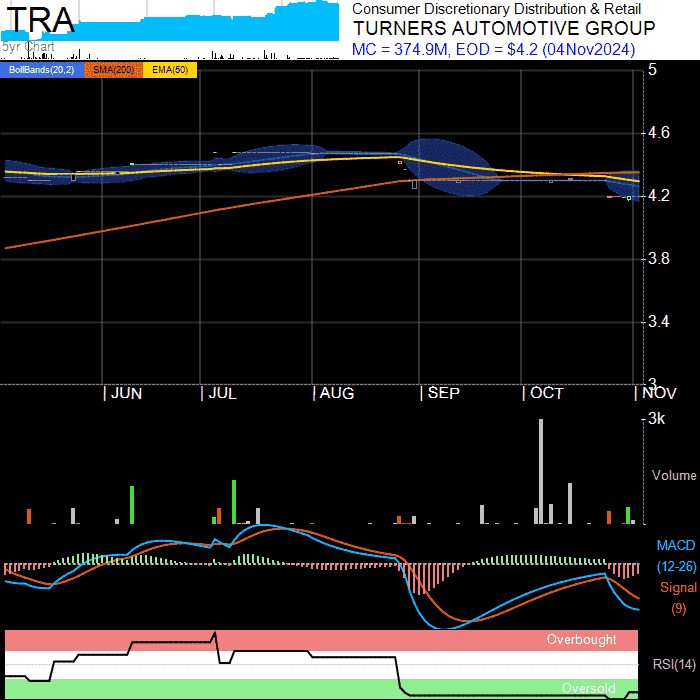 TRA
5yr Chart
Consumer Discretionary Distribution & Retail
TURNERS AUTOMOTIVE GROUP
MC = 374.9M, EOD = $4.2 (04Nov2024)
BollBands(20,2) SMA(200) EMA(50)
5
4.6
4.2
3.8
3.4
3
JUN JUL AUG SEP OCT NOV
3k
Volume
MACD
(12-26)
Signal
(9)
Overbought
RSI(14)
Oversold